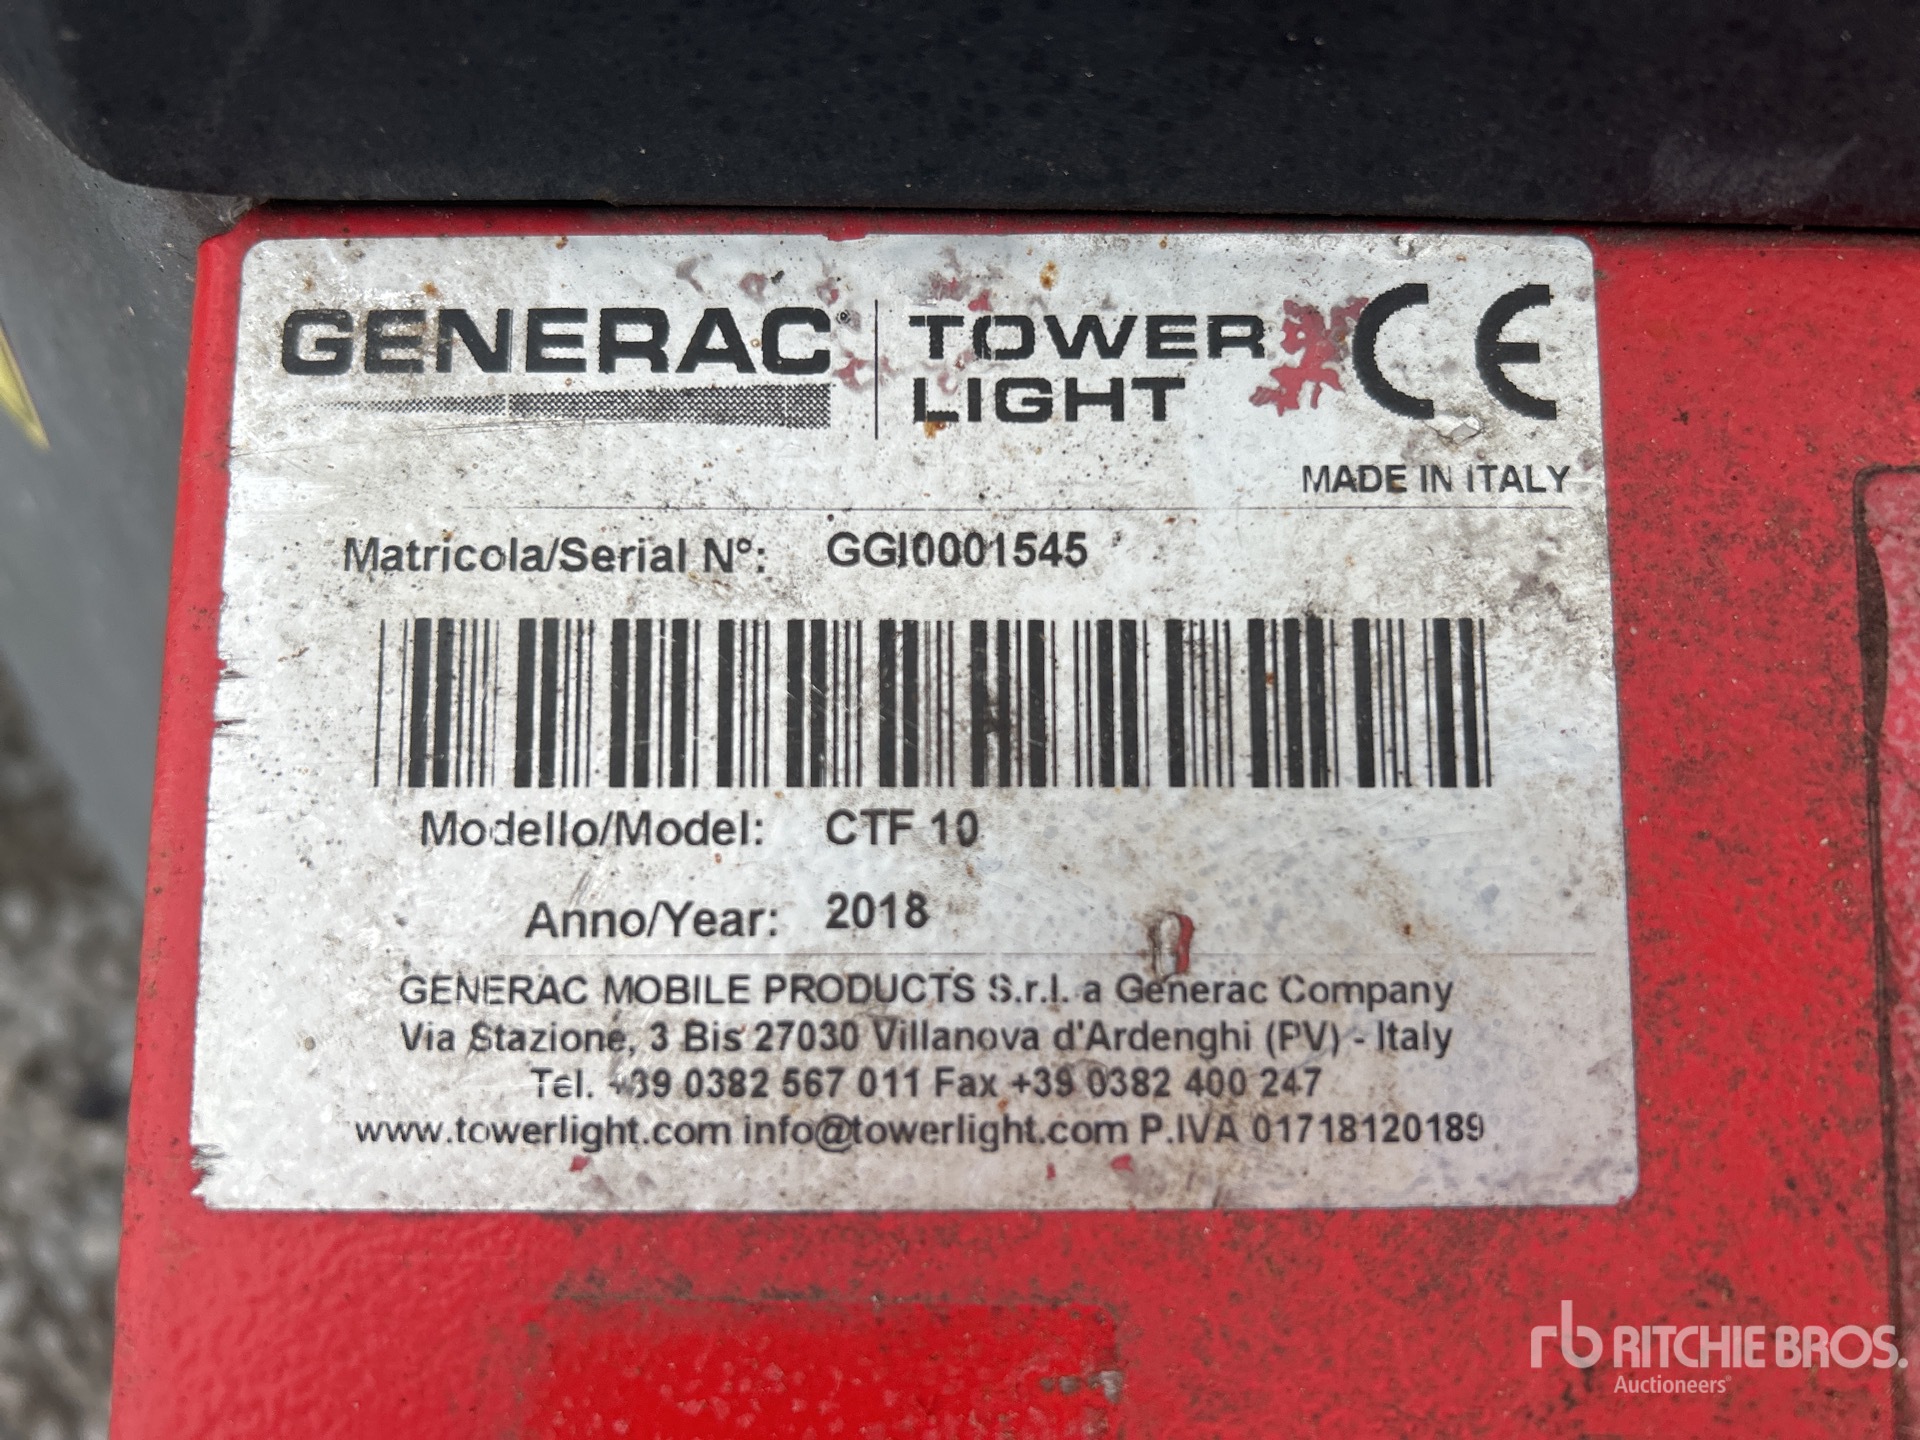 GENERAC TOWER LIGHT CE
MADE IN ITALY
Matricola/Serial N°: GGI0001545
Modello/Model: CTF 10
Anno/Year: 2018
GENERAC MOBILE PRODUCTS S.r.l. a Generac Company
Via Stazione, 3 Bis 27030 Villanova d'Ardenghi (PV) - Italy
Tel. +39 0382 567 011 Fax +39 0382 400 247
www.towerlight.com info@towerlight.com P.IVA 01718120189
rb RITCHIE BROS.
Auctioneers